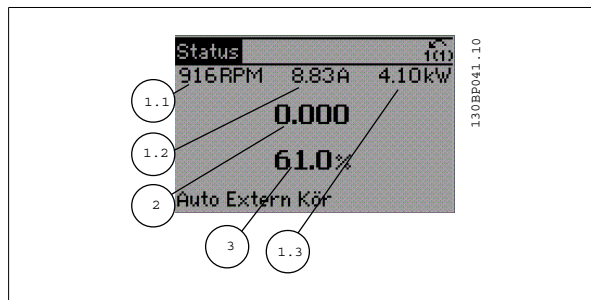 Status 1(1)
916RPM 8.83A 4.10kW
0.000
61.0%
Auto Extern Kör
1.1
1.2
2
3
1.3
130BP041.10